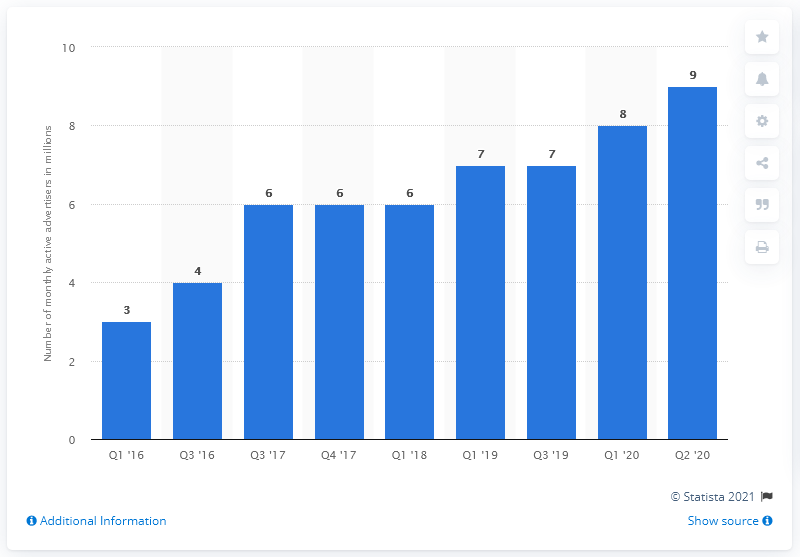 Number of monthly active advertisers in millions
10
8
6
4
2
0
3
4
6
6
6
7
7
8
9
Q1 '16
Q3 '16
Q3 '17
Q4 '17
Q1 '18
Q1 '19
Q3 '19
Q1 '20
Q2 '20
© Statista 2021
Additional Information
Show source